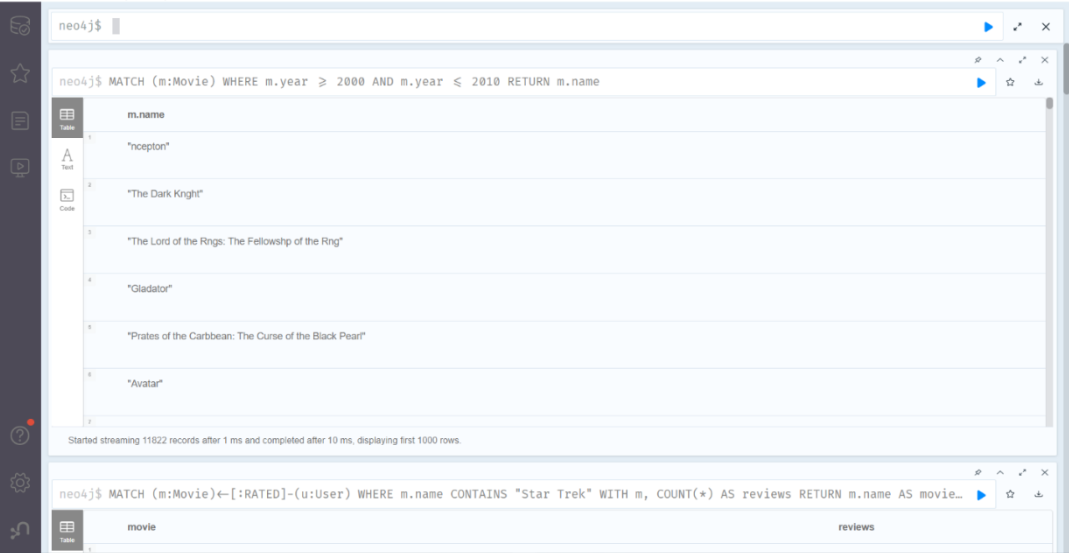 neo4j$
neo4j$ MATCH (m:Movie) WHERE m.year ≥ 2000 AND m.year ≤ 2010 RETURN m.name
Table
m.name
1
"ncepton"
Text
2
"The Dark Knght"
Code
3
"The Lord of the Rngs: The Fellowshp of the Rng"
4
"Gladator"
5
"Prates of the Carbbean: The Curse of the Black Pearl"
6
"Avatar"
7
Started streaming 11822 records after 1 ms and completed after 10 ms, displaying first 1000 rows.
neo4j$ MATCH (m:Movie)←[:RATED]-(u:User) WHERE m.name CONTAINS "Star Trek" WITH m, COUNT(*) AS reviews RETURN m.name AS movie…
Table
movie reviews
1